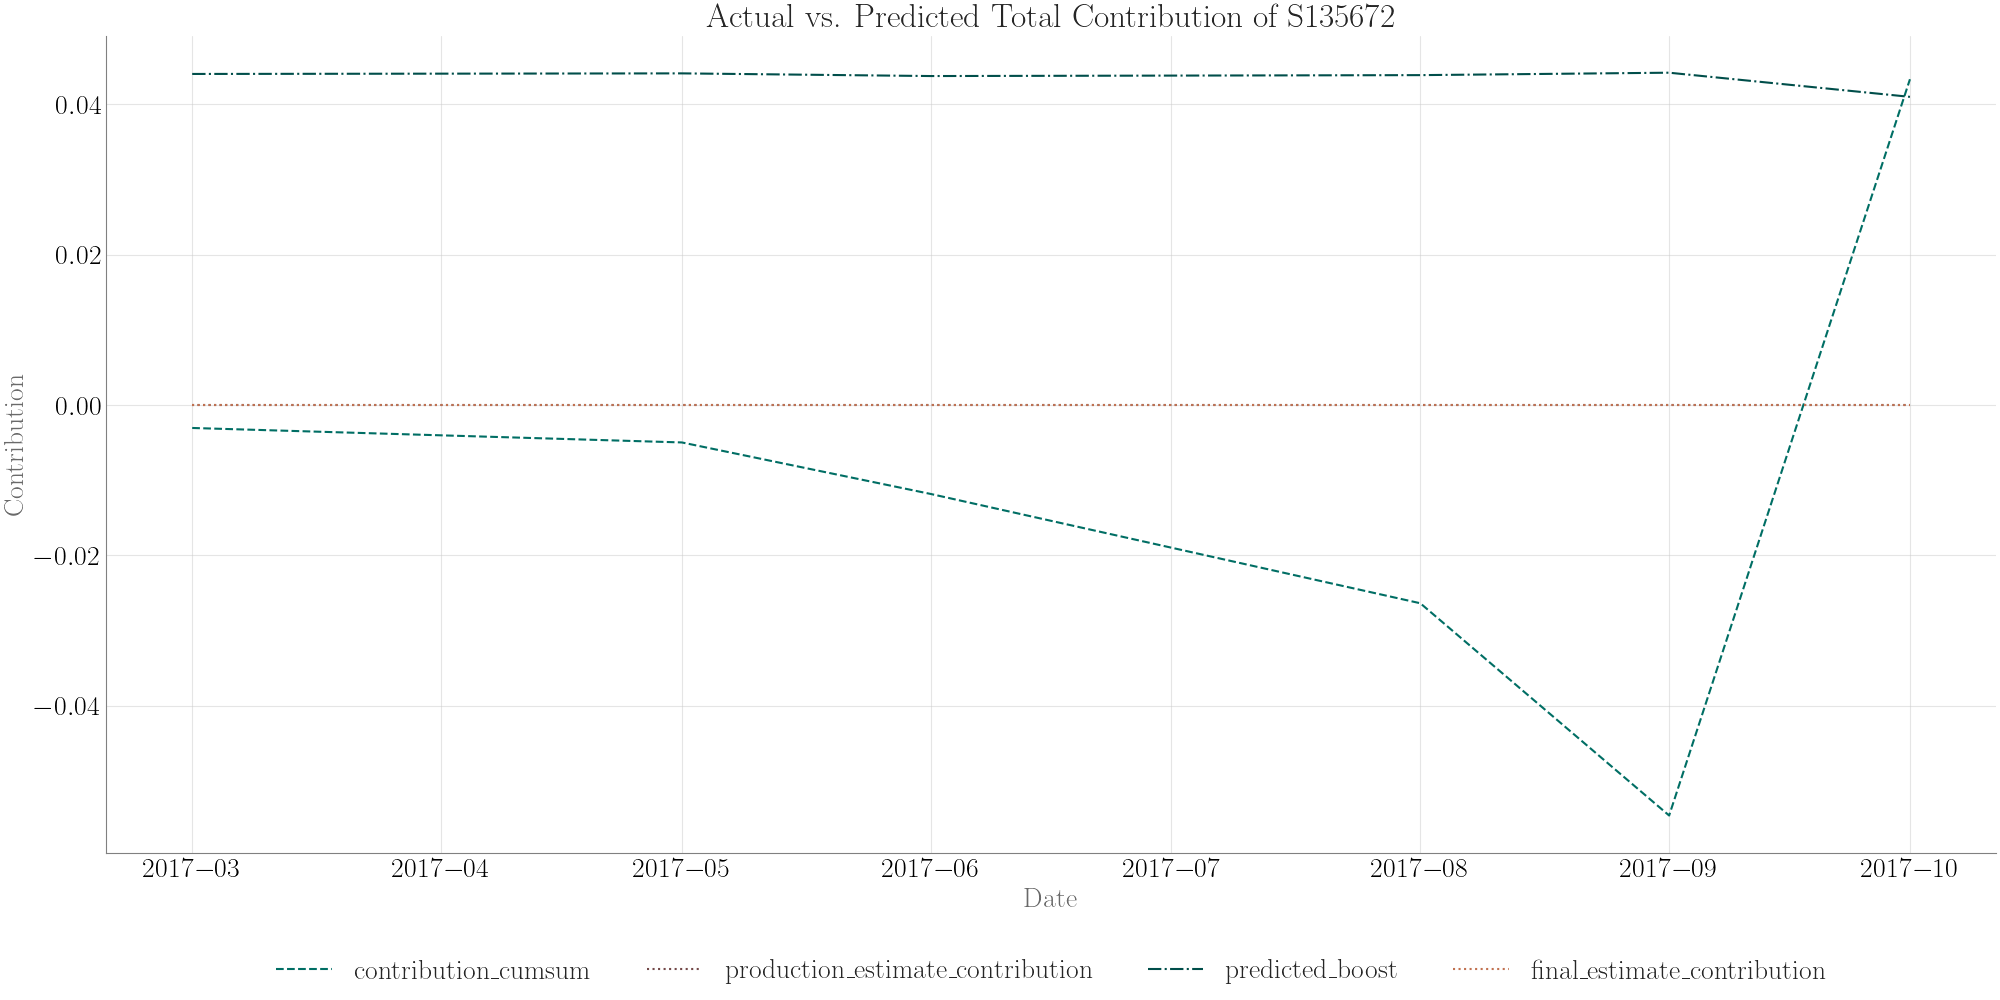 Actual vs. Predicted Total Contribution of S135672
0.04
0.02
0.00
−0.02
−0.04
Contribution
2017−03 2017−04 2017−05 2017−06 2017−07 2017−08 2017−09 2017−10
Date
contribution_cumsum production_estimate_contribution predicted_boost final_estimate_contribution